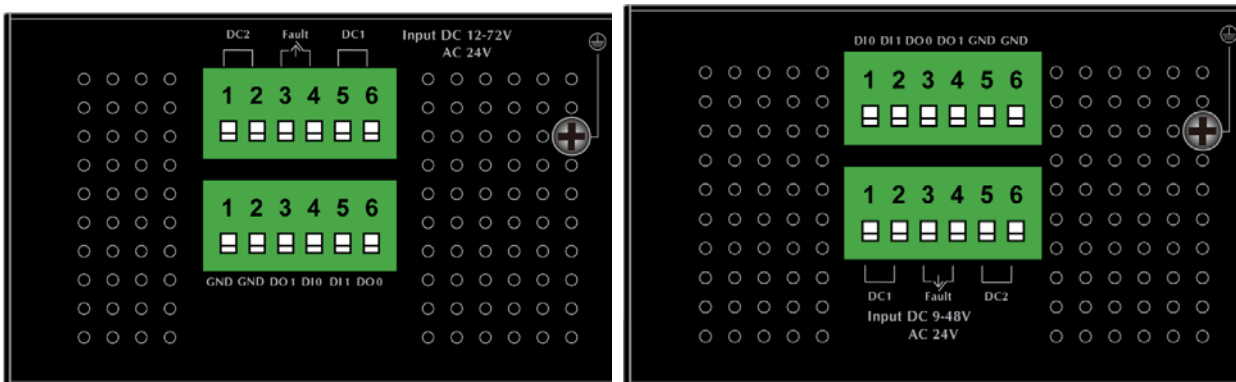 DC2 Fault DC1
Input DC 12-72V
AC 24V
1 2 3 4 5 6
1 2 3 4 5 6
GND GND DO1 DI0 DI1 DO0
DI0 DI1 DO0 DO1 GND GND
1 2 3 4 5 6
1 2 3 4 5 6
DC1 Fault DC2
Input DC 9-48V
AC 24V